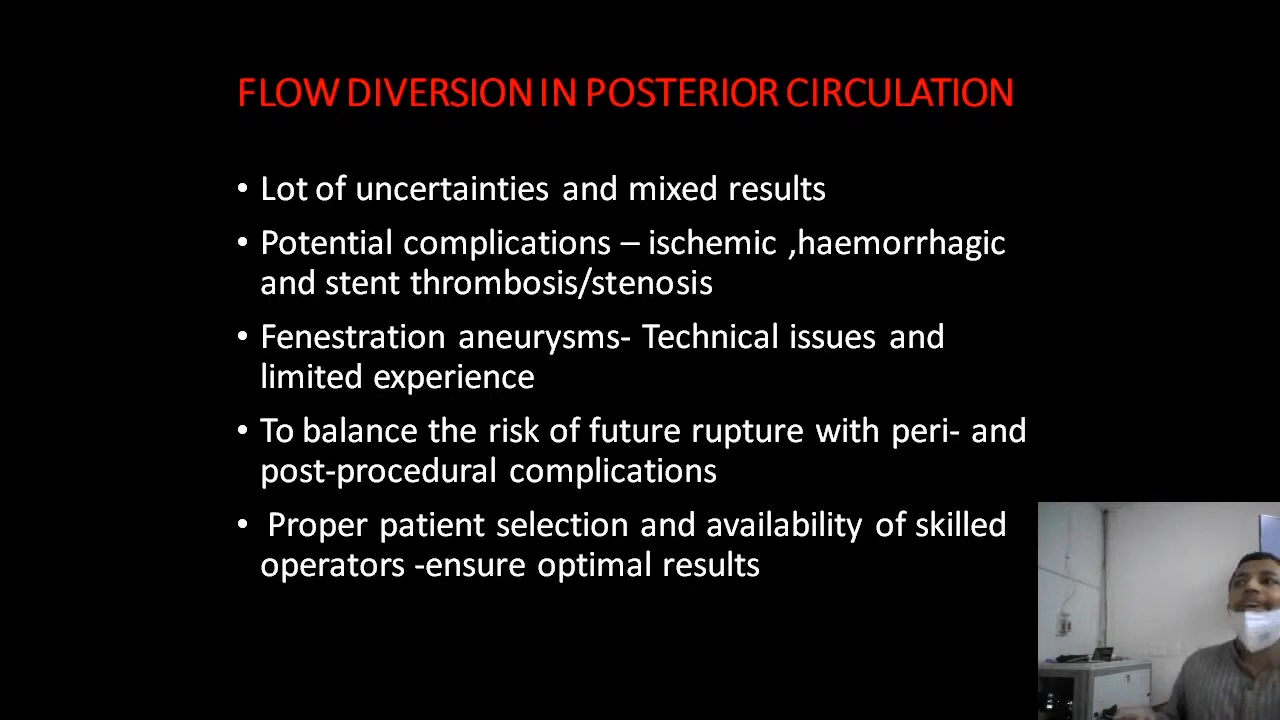 FLOW DIVERSION IN POSTERIOR CIRCULATION
• Lot of uncertainties and mixed results
• Potential complications – ischemic ,haemorrhagic
and stent thrombosis/stenosis
• Fenestration aneurysms- Technical issues and
limited experience
• To balance the risk of future rupture with peri- and
post-procedural complications
• Proper patient selection and availability of skilled
operators -ensure optimal results